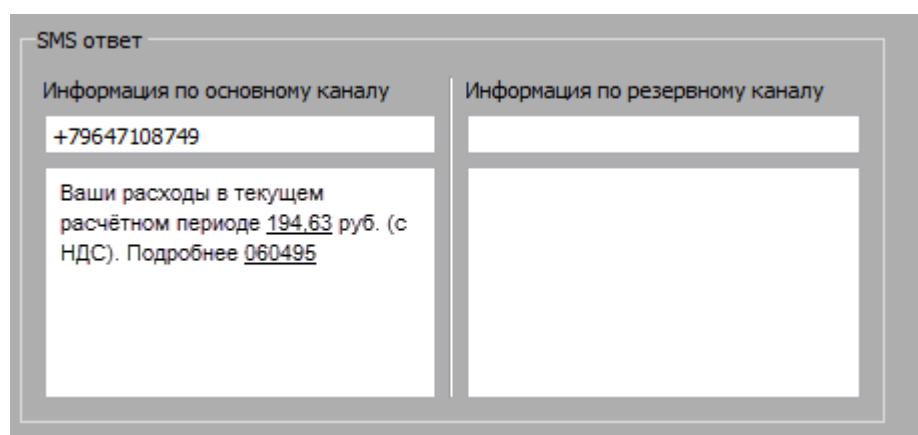 SMS ответ
Информация по основному каналу
+79647108749
Ваши расходы в текущем
расчётном периоде 194,63 руб. (с
НДС). Подробнее 060495
Информация по резервному каналу